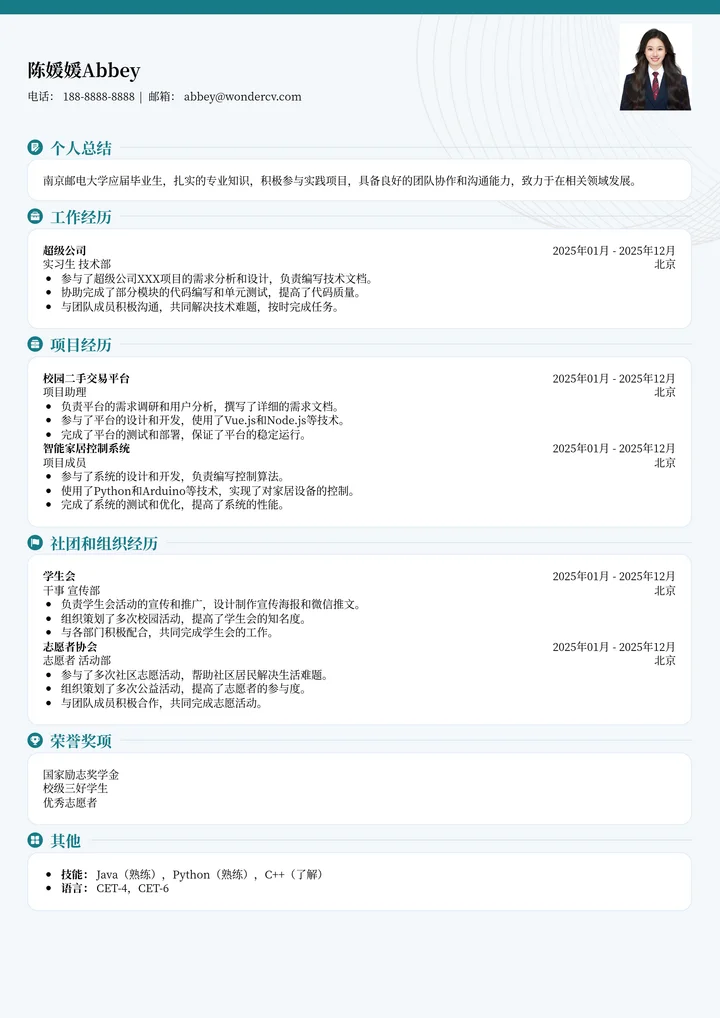 陈媛媛Abbey
电话： 188-8888-8888 | 邮箱： abbey@wondercv.com
个人总结
南京邮电大学应届毕业生，扎实的专业知识，积极参与实践项目，具备良好的团队协作和沟通能力，致力于在相关领域发展。
工作经历
超级公司 2025年01月 - 2025年12月
实习生 技术部 北京
• 参与了超级公司XXX项目的需求分析和设计，负责编写技术文档。
• 协助完成了部分模块的代码编写和单元测试，提高了代码质量。
• 与团队成员积极沟通，共同解决技术难题，按时完成任务。
项目经历
校园二手交易平台 2025年01月 - 2025年12月
项目助理 北京
• 负责平台的需求调研和用户分析，撰写了详细的需求文档。
• 参与了平台的设计和开发，使用了Vue.js和Node.js等技术。
• 完成了平台的测试和部署，保证了平台的稳定运行。
智能家居控制系统 2025年01月 - 2025年12月
项目成员 北京
• 参与了系统的设计和开发，负责编写控制算法。
• 使用了Python和Arduino等技术，实现了对家居设备的控制。
• 完成了系统的测试和优化，提高了系统的性能。
社团和组织经历
学生会 2025年01月 - 2025年12月
干事 宣传部 北京
• 负责学生会活动的宣传和推广，设计制作宣传海报和微信推文。
• 组织策划了多次校园活动，提高了学生会的知名度。
• 与各部门积极配合，共同完成学生会的工作。
志愿者协会 2025年01月 - 2025年12月
志愿者 活动部 北京
• 参与了多次社区志愿活动，帮助社区居民解决生活难题。
• 组织策划了多次公益活动，提高了志愿者的参与度。
• 与团队成员积极合作，共同完成志愿活动。
荣誉奖项
国家励志奖学金
校级三好学生
优秀志愿者
其他
• 技能： Java（熟练），Python（熟练），C++（了解）
• 语言： CET-4，CET-6